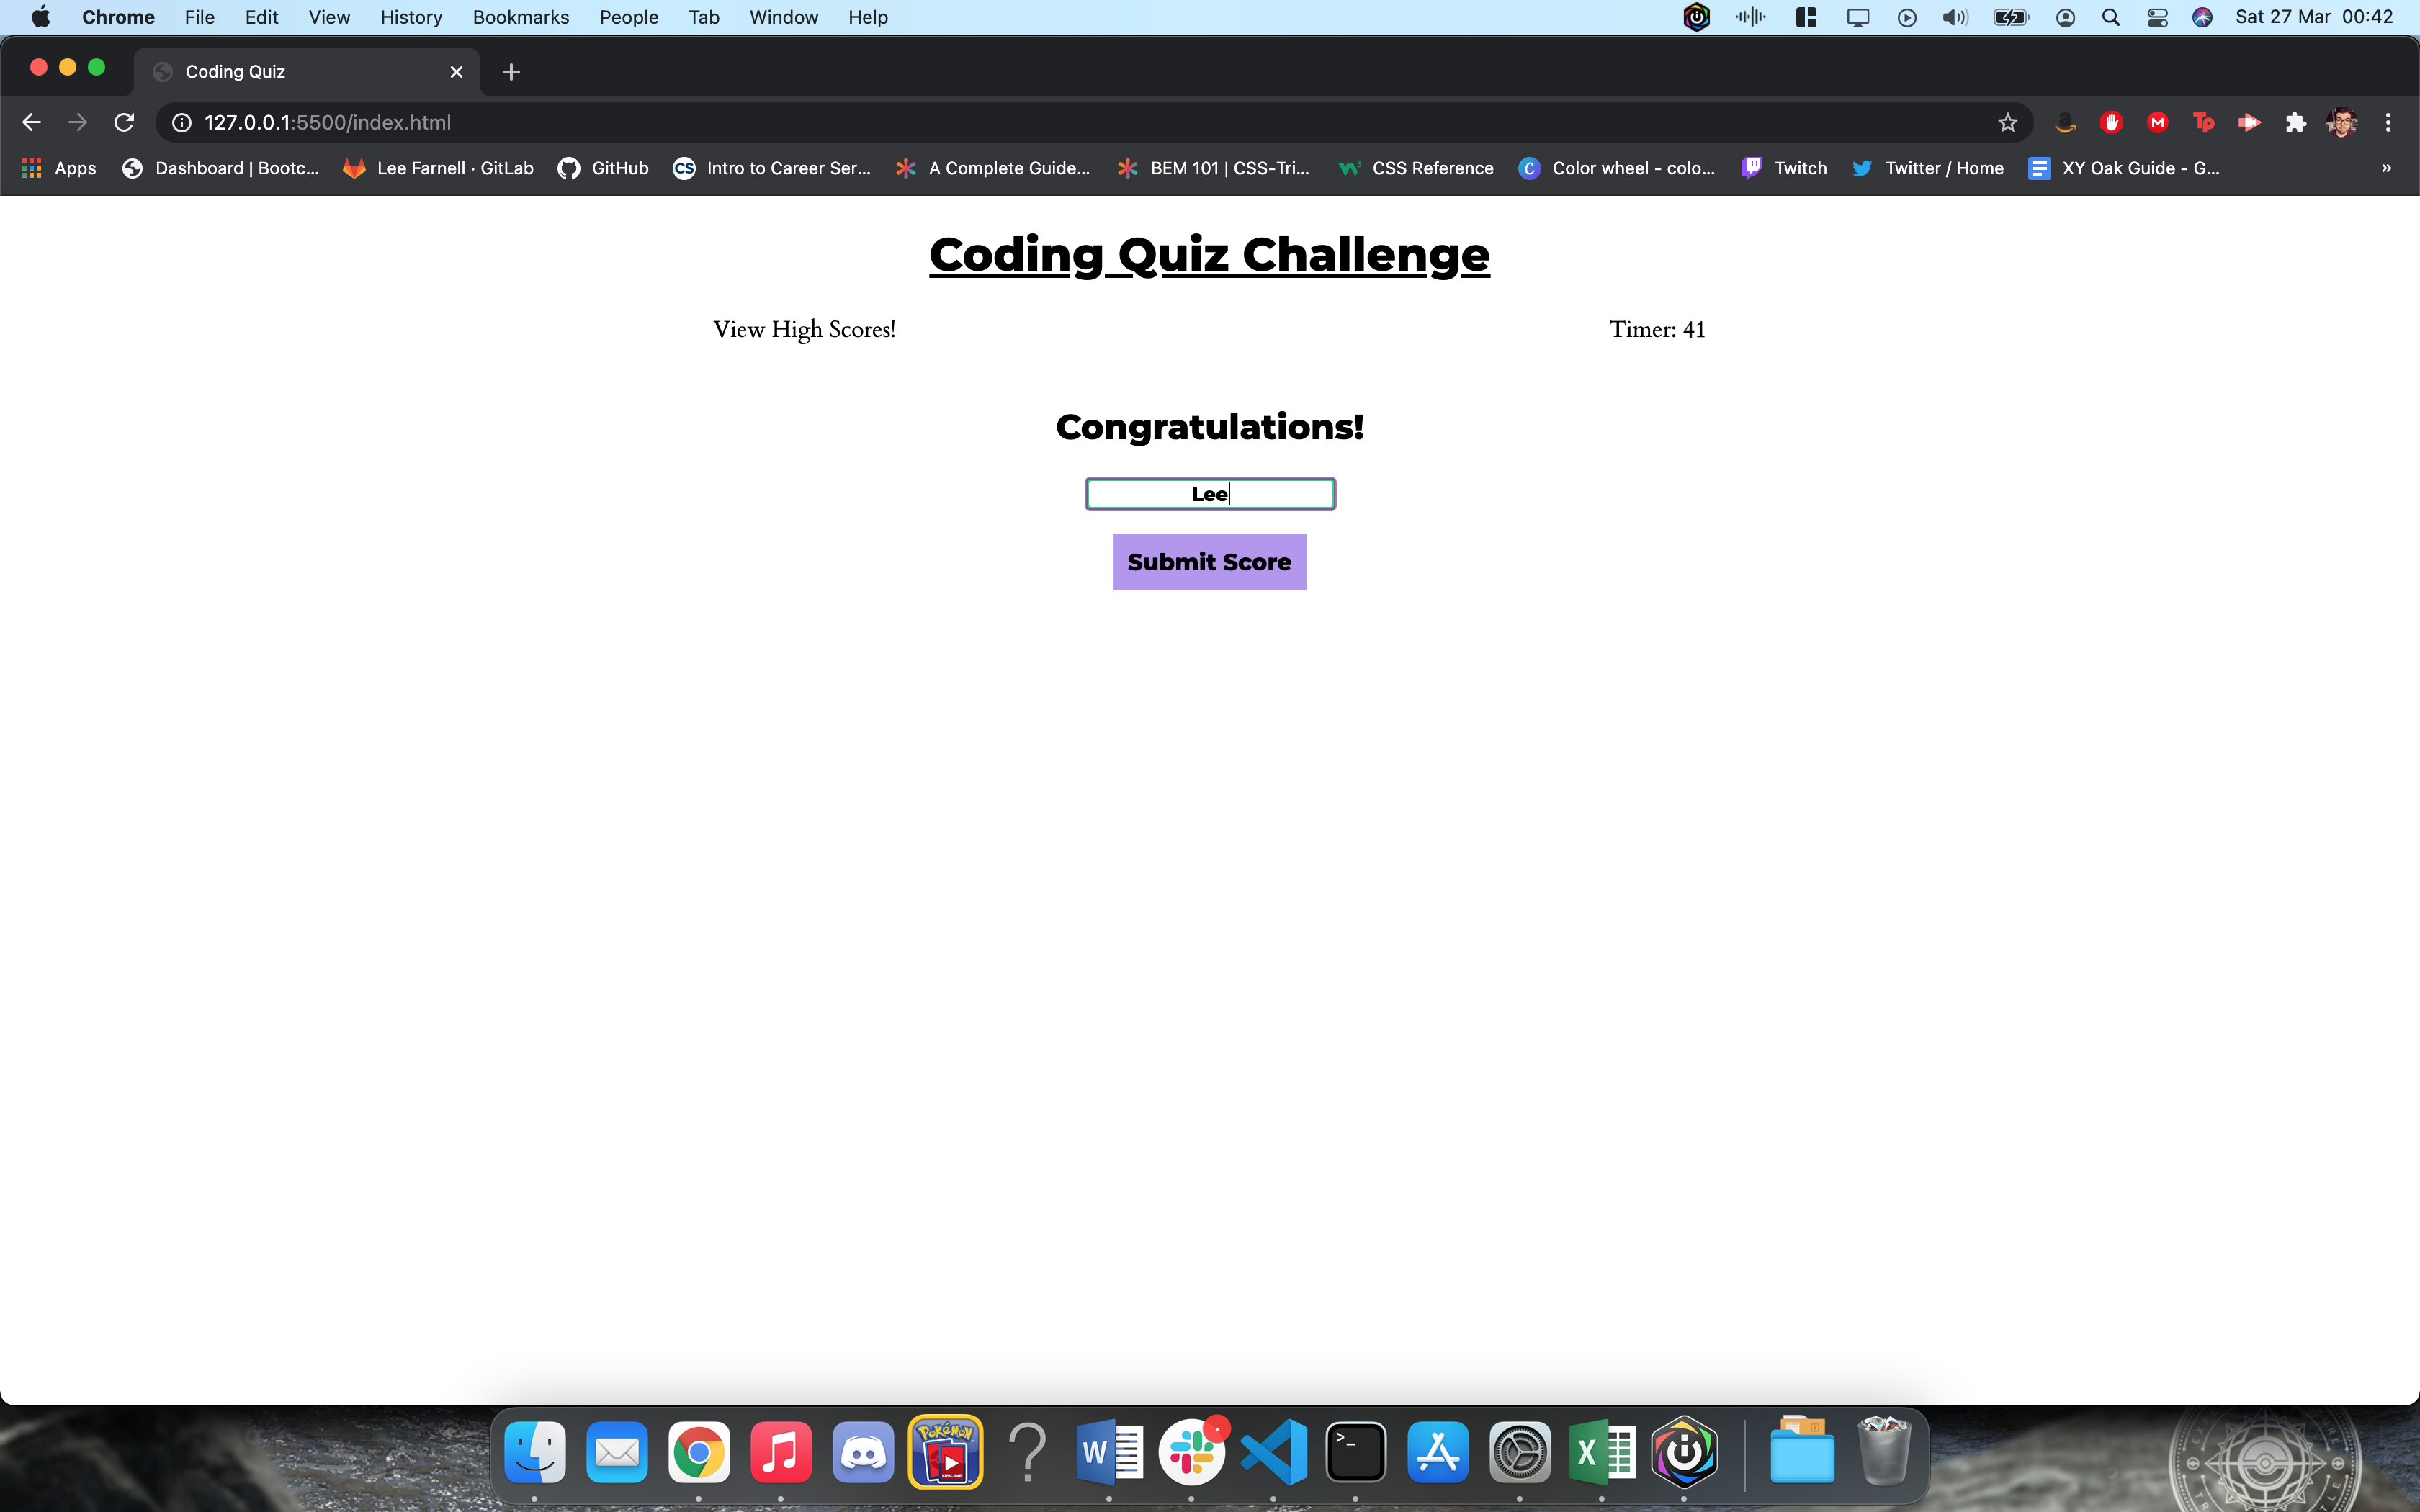 Chrome File Edit View History Bookmarks People Tab Window Help Sat 27 Mar 00:42
Coding Quiz
127.0.0.1:5500/index.html
Apps Dashboard | Bootc... Lee Farnell · GitLab GitHub CS Intro to Career Ser... A Complete Guide... BEM 101 | CSS-Tri... CSS Reference Color wheel - colo... Twitch Twitter / Home XY Oak Guide - G... »
Coding Quiz Challenge
View High Scores! Timer: 41
Congratulations!
Lee
Submit Score